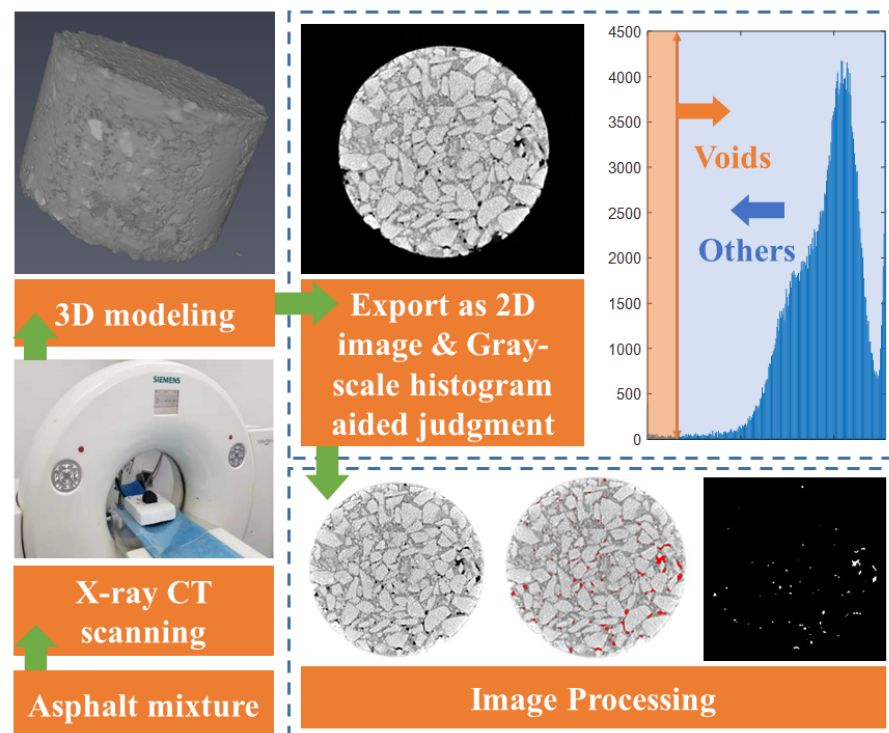 3D modeling
SIEMENS
X-ray CT
scanning
Asphalt mixture
Export as 2D
image & Gray-
scale histogram
aided judgment
4500
4000
3500
3000
2500
2000
1500
1000
500
0
Voids
Others
Image Processing